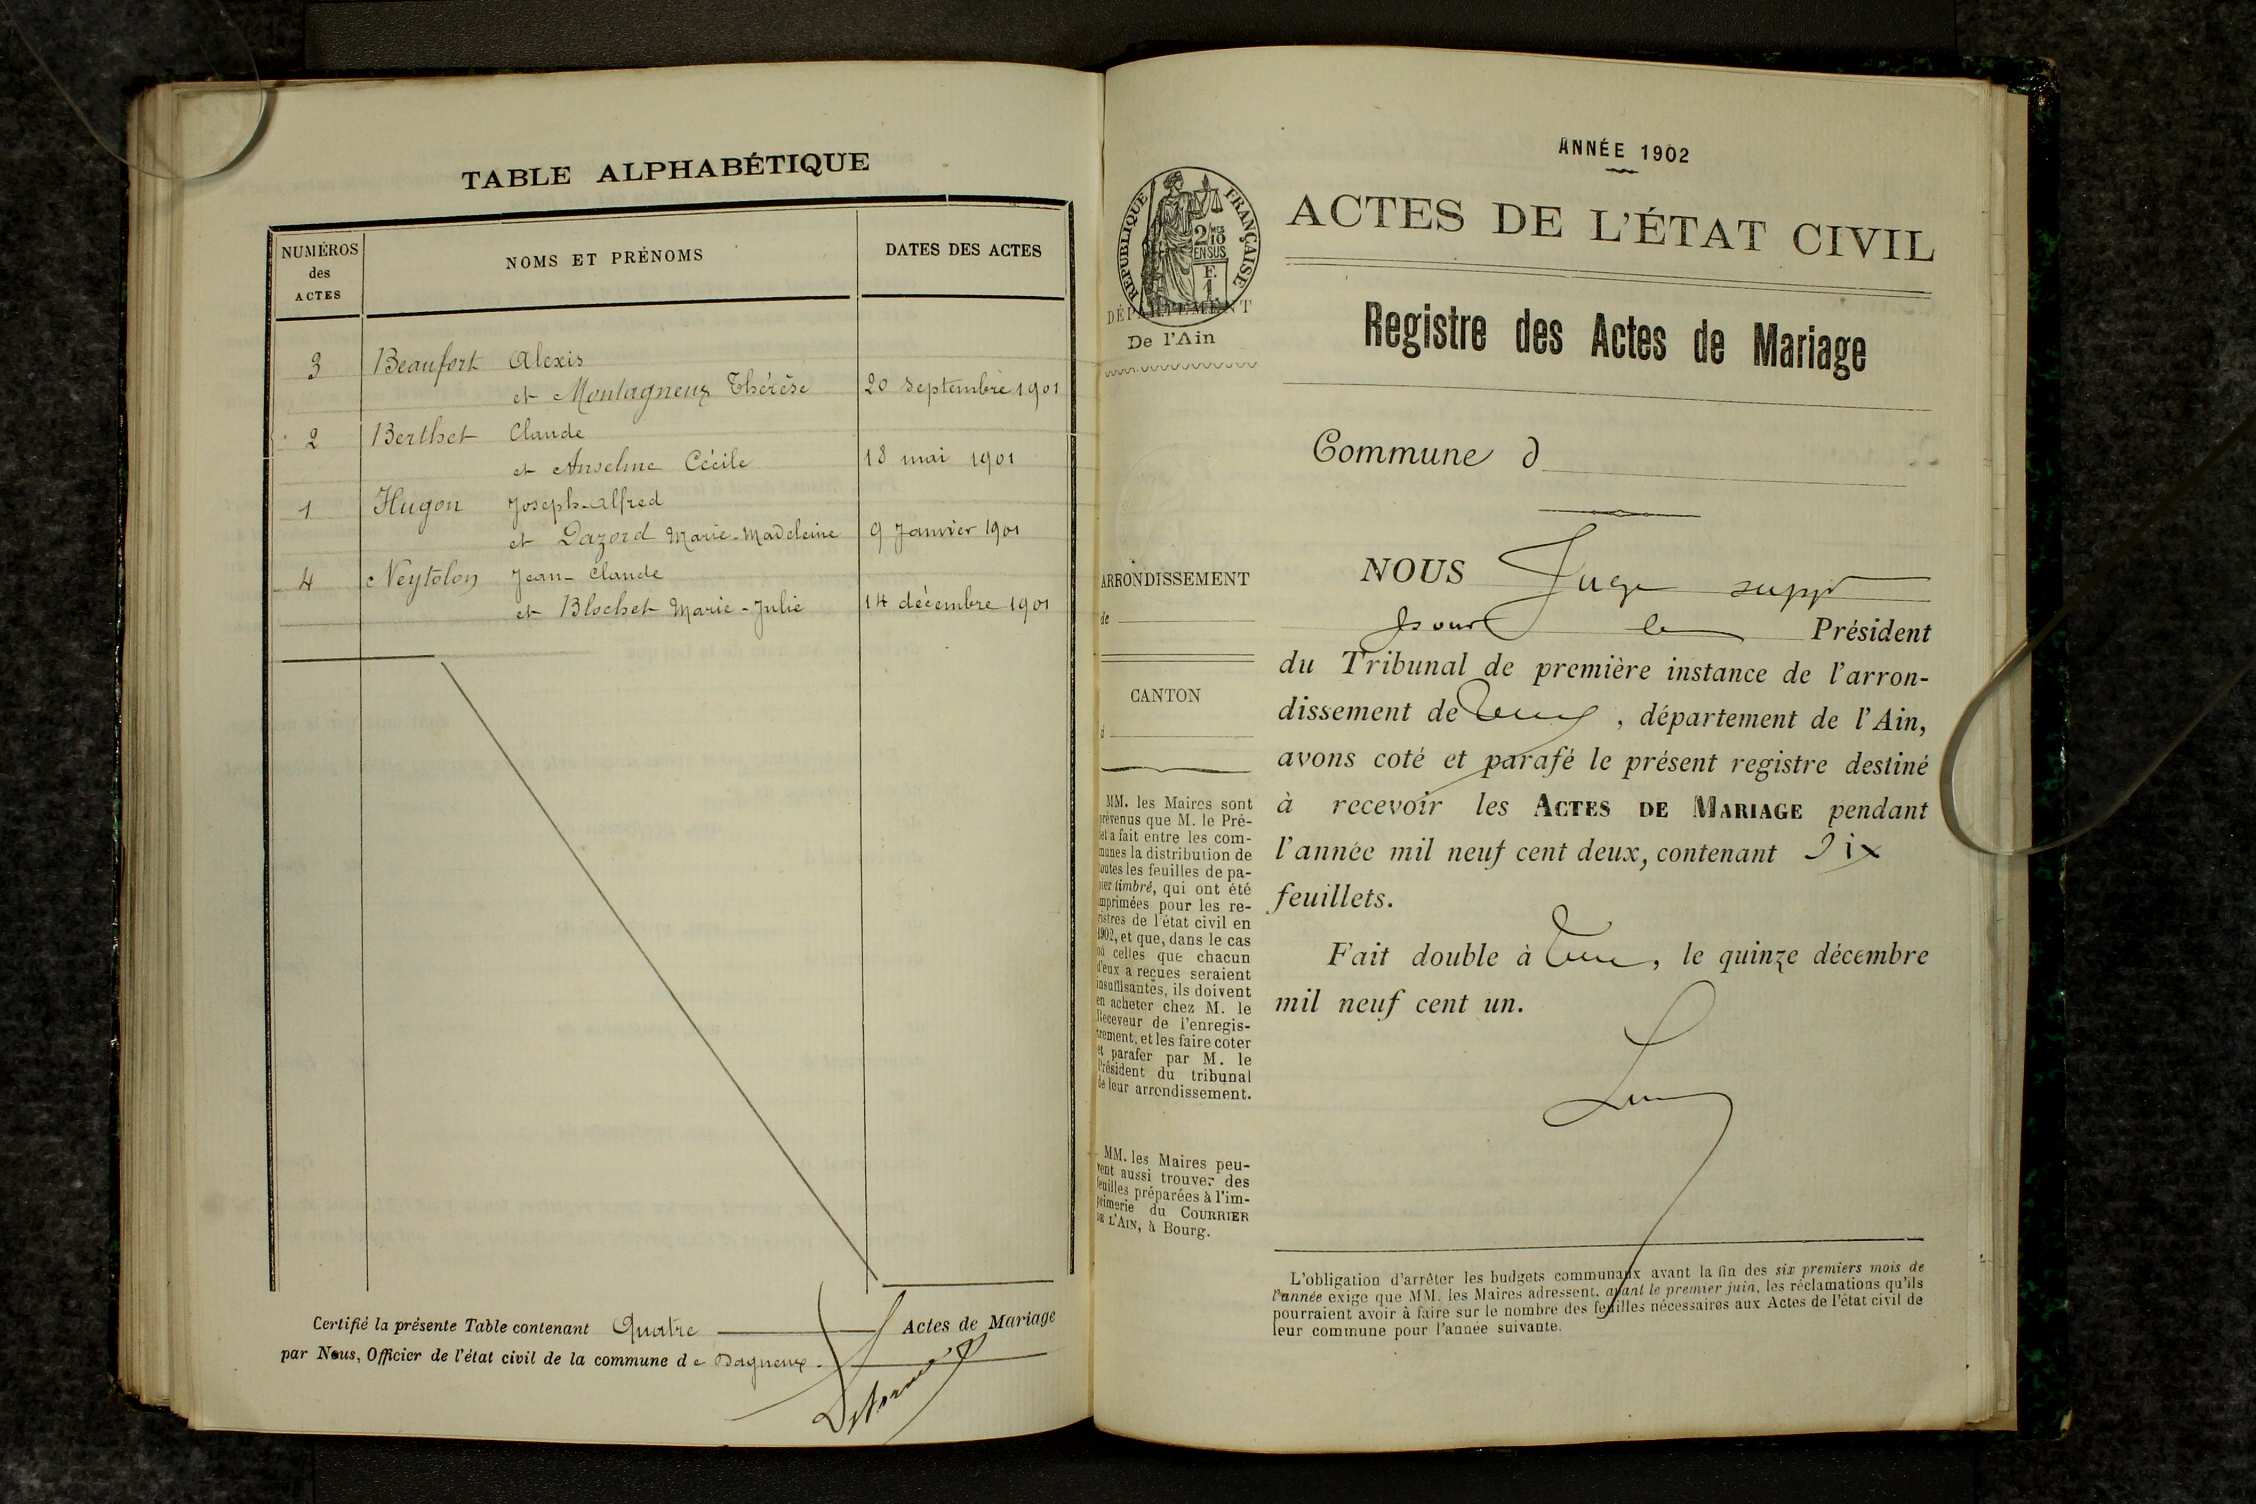 TABLE ALPHABÉTIQUE
NUMÉROS
des
ACTES
NOMS ET PRÉNOMS
DATES DES ACTES
3 Beaufort Alexis
et Montagneux Thérèse 20 septembre 1901
2 Berthet Claude
et Anselme Cécile 18 mai 1901
1 Hugon Joseph-Alfred
et Dazord Marie-Madeleine 9 Janvier 1901
4 Neytolon Jean-Claude
et Blochet Marie-Julie 14 décembre 1901
Certifié la présente Table contenant Quatre Actes de Mariage
par Nous, Officier de l'état civil de la commune de Dagneux
ANNÉE 1902
RÉPUBLIQUE FRANÇAISE
2/10 EN SUS
F.
1
DÉPARTEMENT
De l'Ain
ACTES DE L'ÉTAT CIVIL
Registre des Actes de Mariage
Commune d
ARRONDISSEMENT
de
CANTON
d
MM. les Maires sont
prévenus que M. le Pré-
fet a fait entre les com-
munes la distribution de
toutes les feuilles de pa-
pier timbré, qui ont été
imprimées pour les re-
gistres de l'état civil en
1902, et que, dans le cas
où celles que chacun
d'eux a reçues seraient
insuffisantes, ils doivent
en acheter chez M. le
Receveur de l'enregis-
trement, et les faire coter
et parafer par M. le
Président du tribunal
de leur arrondissement.
MM. les Maires peu-
vent aussi trouver des
feuilles préparées à l'im-
primerie du COURRIER
DE L'AIN, à Bourg.
NOUS Juge suppt
pour le Président
du Tribunal de première instance de l'arron-
dissement de , département de l'Ain,
avons coté et parafé le présent registre destiné
à recevoir les ACTES DE MARIAGE pendant
l'année mil neuf cent deux, contenant
feuillets.
Fait double à , le quinze décembre
mil neuf cent un.
L'obligation d'arrêter les budgets communaux avant la fin des six premiers mois de
l'année exige que MM. les Maires adressent, avant le premier juin, les réclamations qu'ils
pourraient avoir à faire sur le nombre des feuilles nécessaires aux Actes de l'état civil de
leur commune pour l'année suivante.